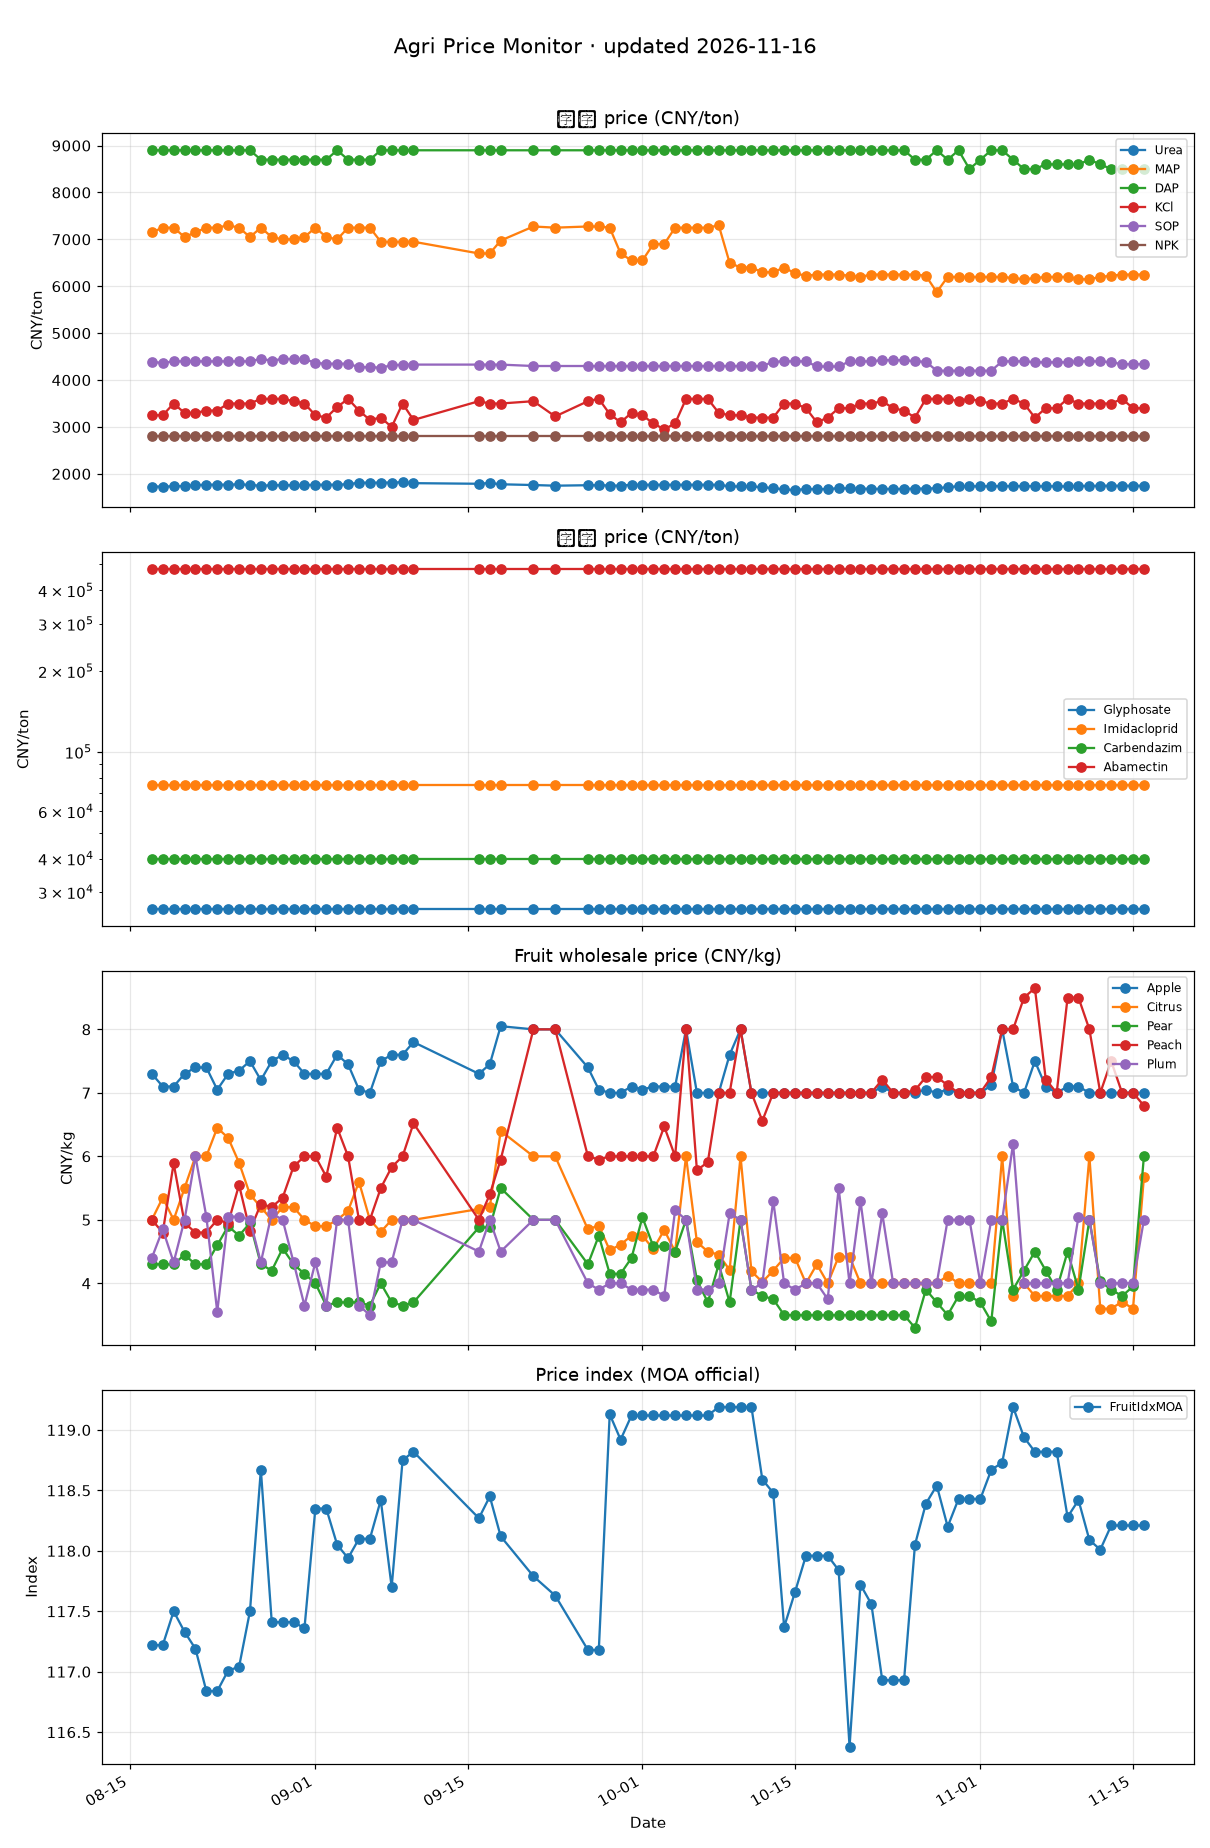 Agri Price Monitor · updated 2026-11-16
price (CNY/ton)
CNY/ton
9000
8000
7000
6000
5000
4000
3000
2000
Urea
MAP
DAP
KCl
SOP
NPK
price (CNY/ton)
CNY/ton
4 × 10⁵
3 × 10⁵
2 × 10⁵
10⁵
6 × 10⁴
4 × 10⁴
3 × 10⁴
Glyphosate
Imidacloprid
Carbendazim
Abamectin
Fruit wholesale price (CNY/kg)
CNY/kg
8
7
6
5
4
Apple
Citrus
Pear
Peach
Plum
Price index (MOA official)
Index
119.0
118.5
118.0
117.5
117.0
116.5
FruitIdxMOA
08-15
09-01
09-15
10-01
10-15
11-01
11-15
Date